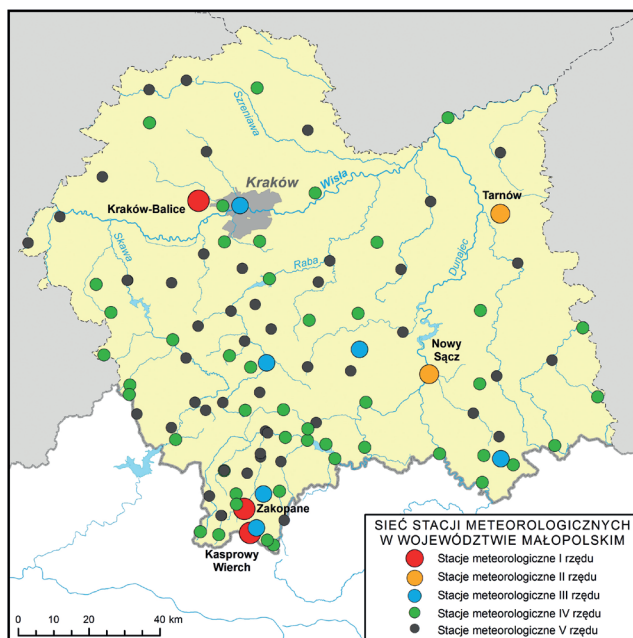 Szreniawa
Kraków
Wisła
Kraków-Balice
Tarnów
Skawa
Raba
Dunajec
Nowy
Sącz
Zakopane
Kasprowy
Wierch
SIEĆ STACJI METEOROLOGICZNYCH
W WOJEWÓDZTWIE MAŁOPOLSKIM
Stacje meteorologiczne I rzędu
Stacje meteorologiczne II rzędu
Stacje meteorologiczne III rzędu
Stacje meteorologiczne IV rzędu
Stacje meteorologiczne V rzędu
0 10 20 40 km